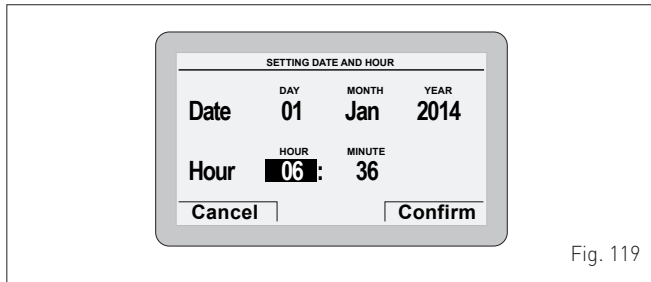 SETTING DATE AND HOUR
DAY MONTH YEAR
Date 01 Jan 2014
HOUR MINUTE
Hour 06 : 36
Cancel Confirm
Fig. 119